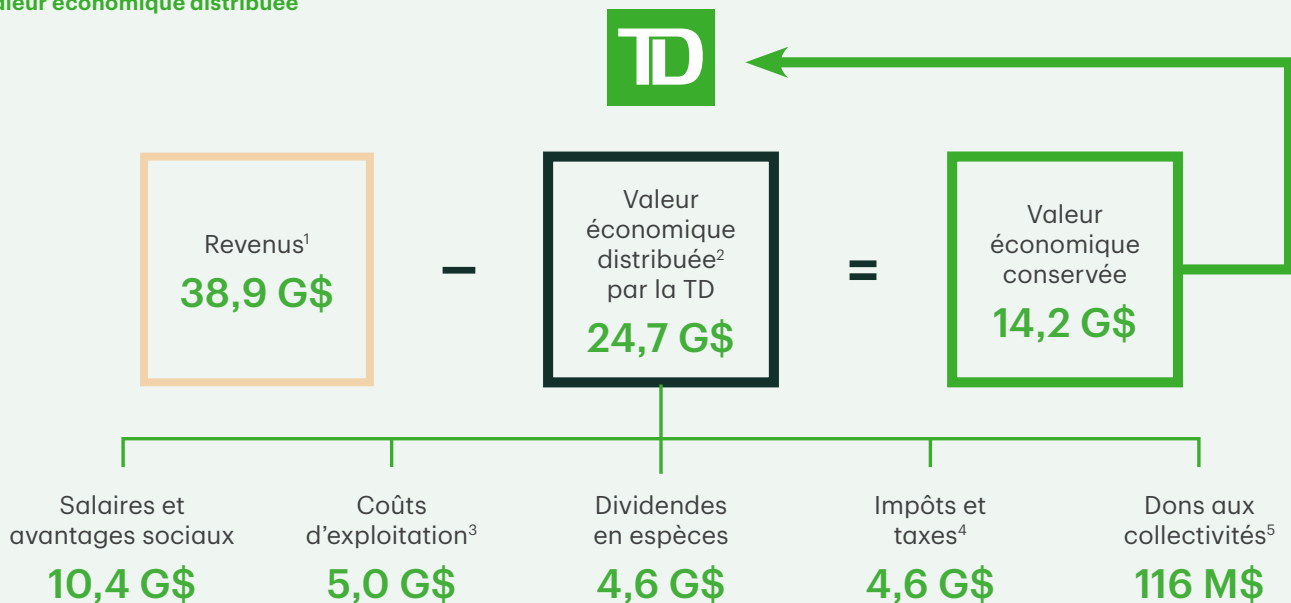 aleur économique distribuée
TD
Revenus¹
38,9 G$
–
Valeur
économique
distribuée²
par la TD
24,7 G$
=
Valeur
économique
conservée
14,2 G$
Salaires et
avantages sociaux
10,4 G$
Coûts
d’exploitation³
5,0 G$
Dividendes
en espèces
4,6 G$
Impôts et
taxes⁴
4,6 G$
Dons aux
collectivités⁵
116 M$